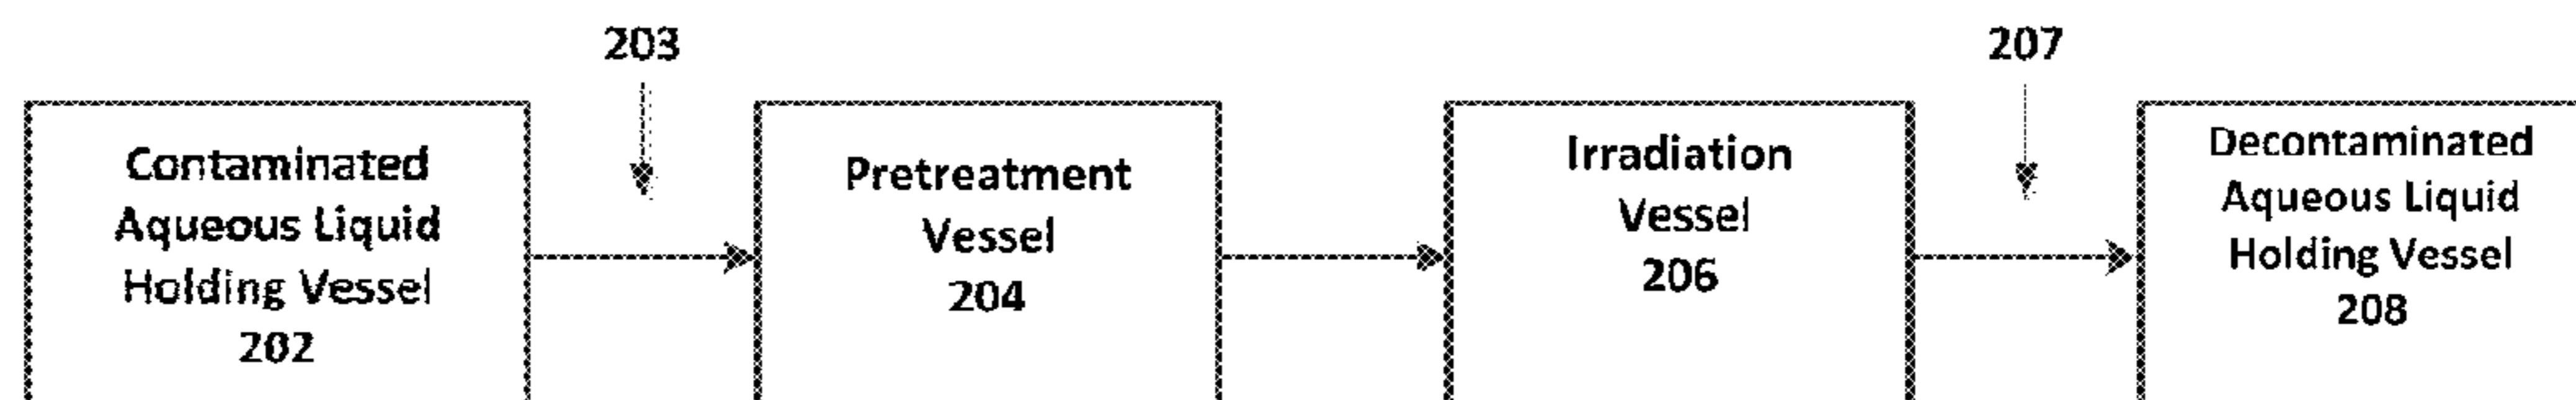 203
207
Contaminated
Aqueous Liquid
Holding Vessel
202
Pretreatment
Vessel
204
Irradiation
Vessel
206
Decontaminated
Aqueous Liquid
Holding Vessel
208